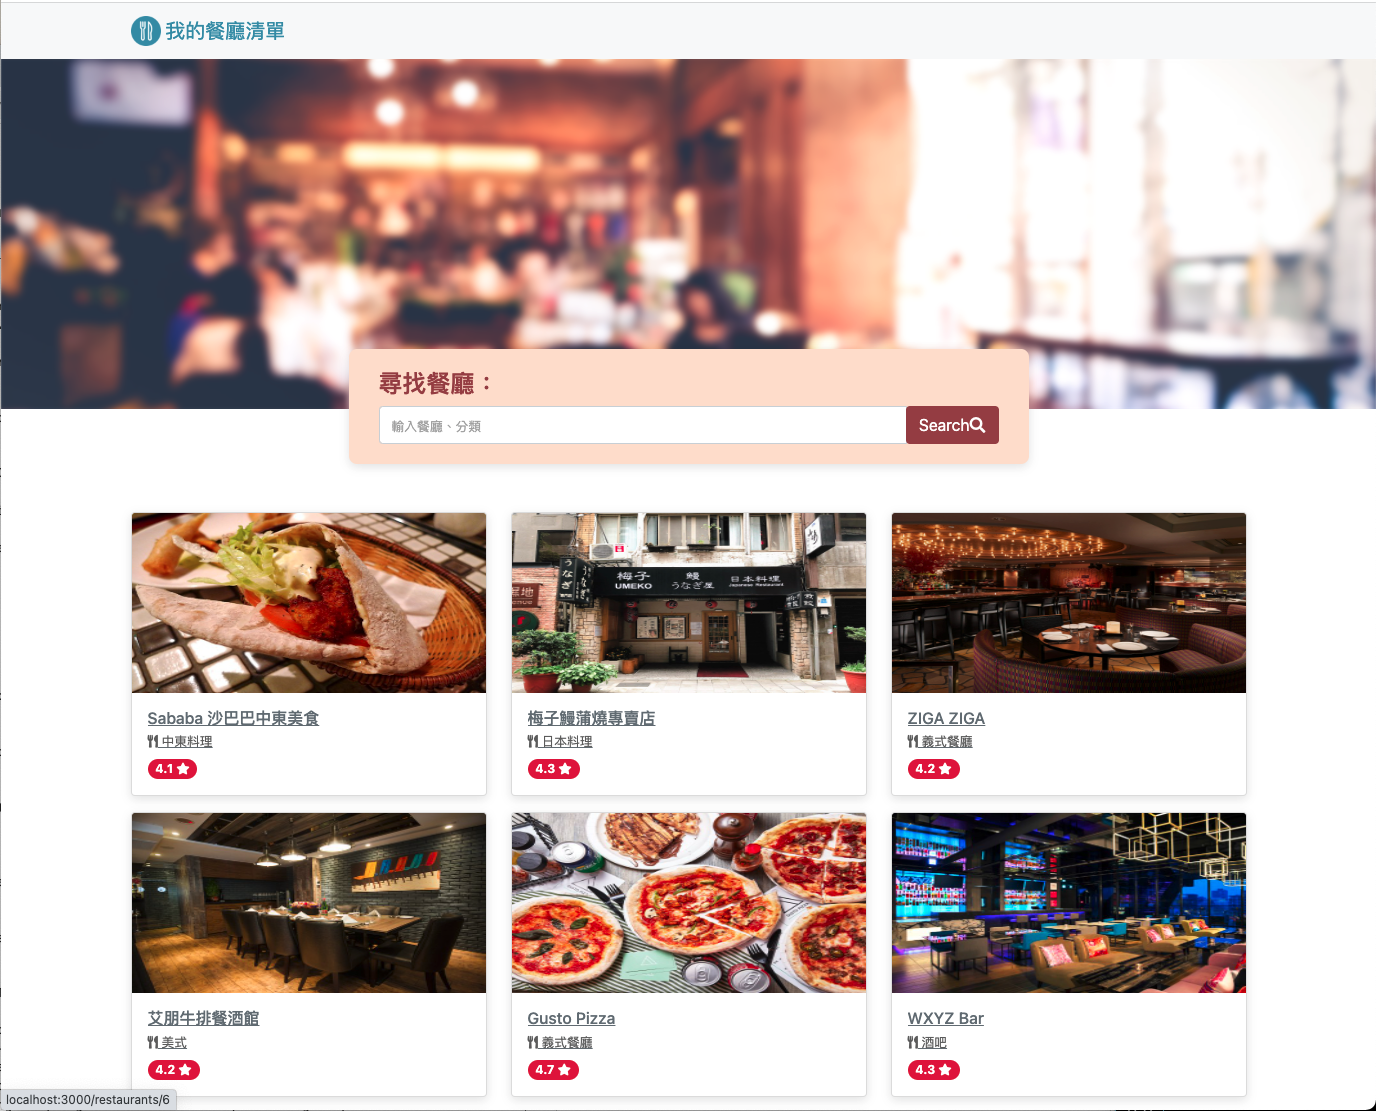 我的餐廳清單
尋找餐廳：
輸入餐廳、分類
Search
梅子 鰻 日本料理
UMEKO うなぎ屋 Japanese Restaurant
Sababa 沙巴巴中東美食
中東料理
4.1
梅子鰻蒲燒專賣店
日本料理
4.3
ZIGA ZIGA
義式餐廳
4.2
艾朋牛排餐酒館
美式
4.2
Gusto Pizza
義式餐廳
4.7
WXYZ Bar
酒吧
4.3
localhost:3000/restaurants/6